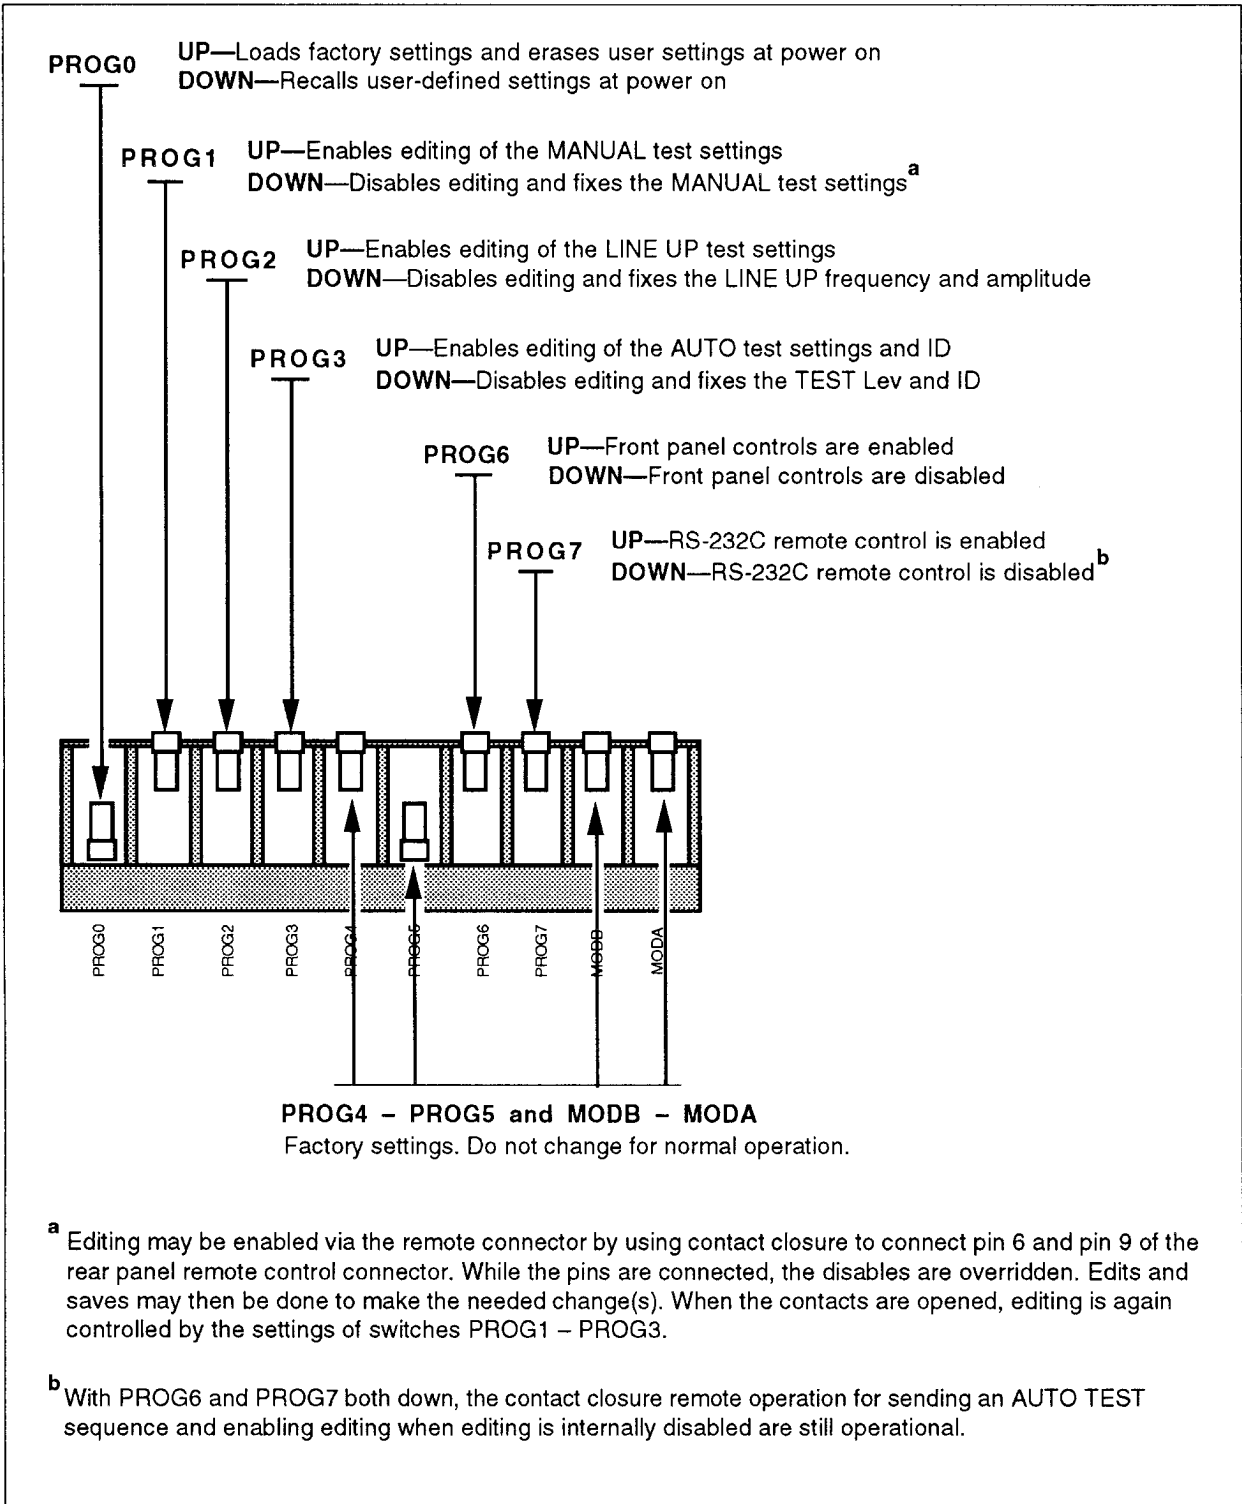 PROG0
UP—Loads factory settings and erases user settings at power on
DOWN—Recalls user-defined settings at power on
PROG1
UP—Enables editing of the MANUAL test settings
DOWN—Disables editing and fixes the MANUAL test settings a
PROG2
UP—Enables editing of the LINE UP test settings
DOWN—Disables editing and fixes the LINE UP frequency and amplitude
PROG3
UP—Enables editing of the AUTO test settings and ID
DOWN—Disables editing and fixes the TEST Lev and ID
PROG6
UP—Front panel controls are enabled
DOWN—Front panel controls are disabled
PROG7
UP—RS-232C remote control is enabled
DOWN—RS-232C remote control is disabled b
PROG0
PROG1
PROG2
PROG3
PROG4
PROG5
PROG6
PROG7
MODB
MODA
PROG4 – PROG5 and MODB – MODA
Factory settings. Do not change for normal operation.
a Editing may be enabled via the remote connector by using contact closure to connect pin 6 and pin 9 of the
rear panel remote control connector. While the pins are connected, the disables are overridden. Edits and
saves may then be done to make the needed change(s). When the contacts are opened, editing is again
controlled by the settings of switches PROG1 – PROG3.
b With PROG6 and PROG7 both down, the contact closure remote operation for sending an AUTO TEST
sequence and enabling editing when editing is internally disabled are still operational.